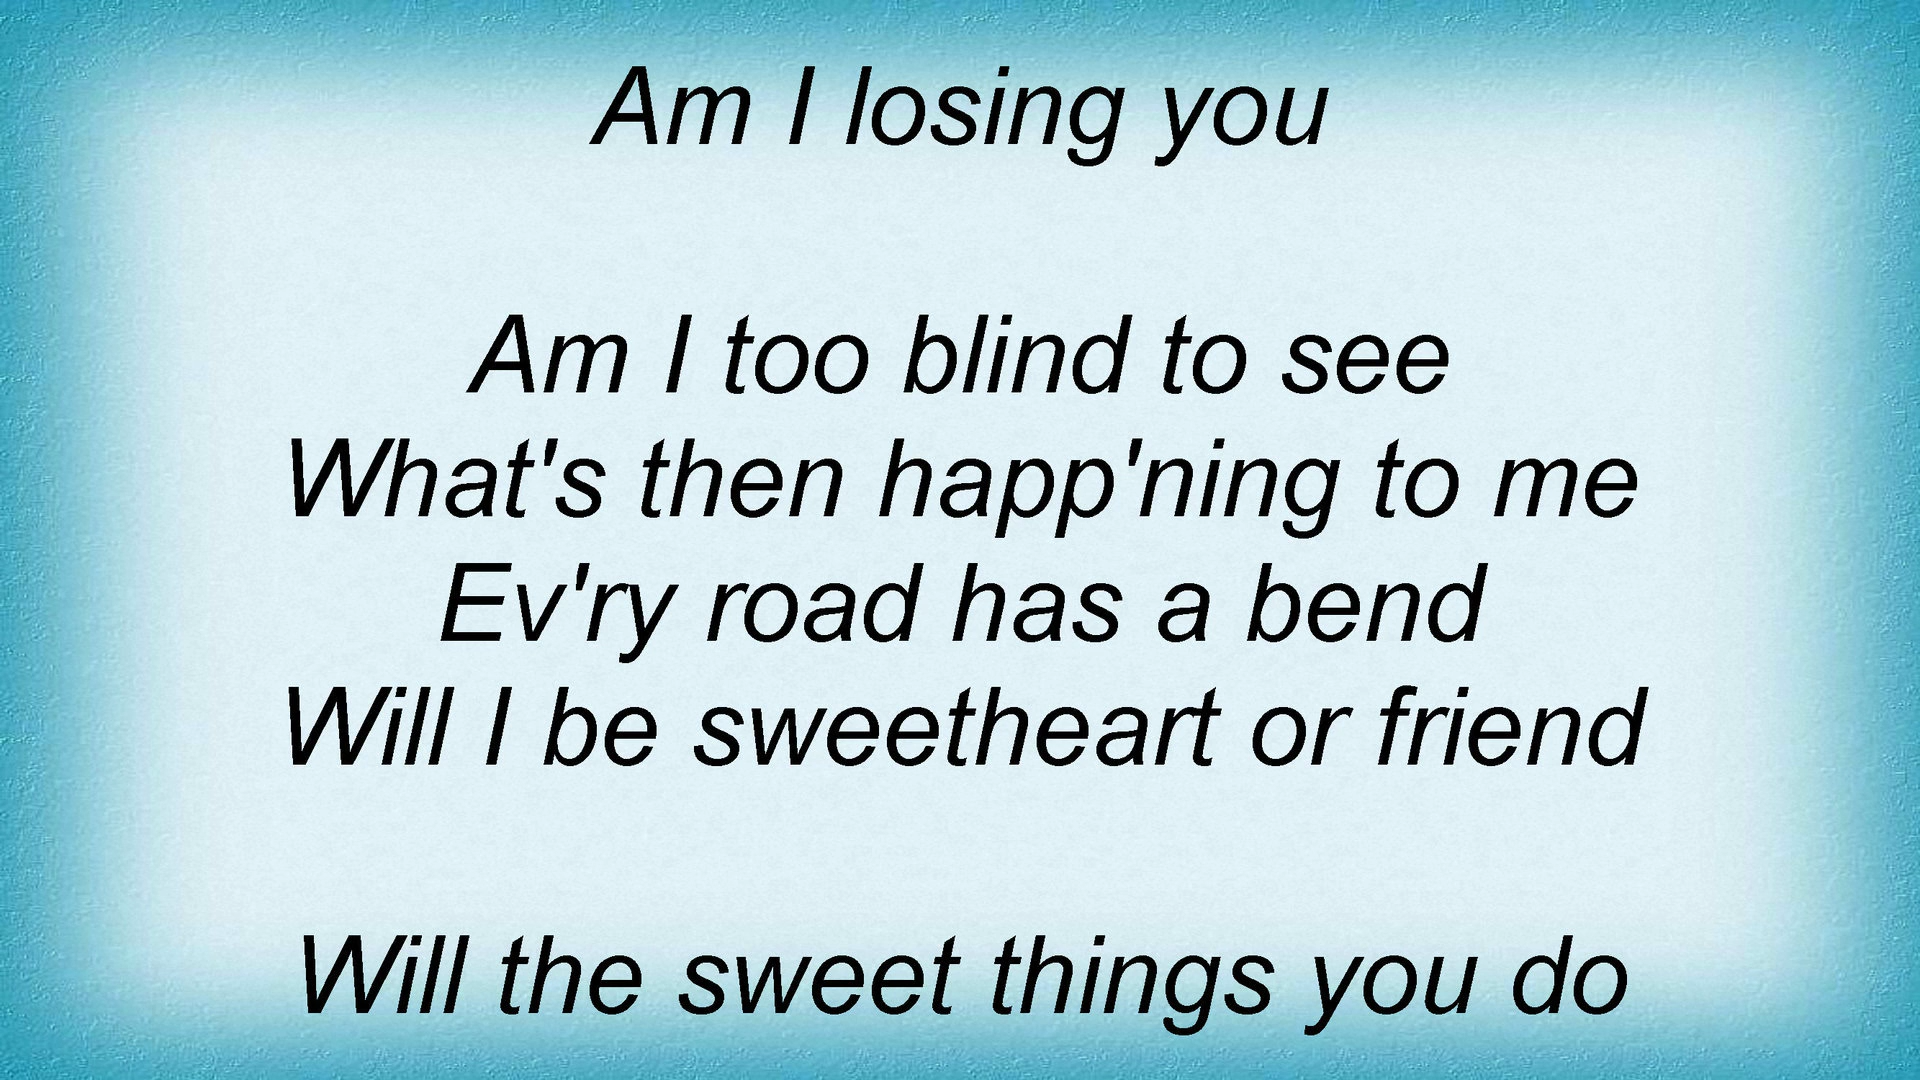 Am I losing you
Am I too blind to see
What's then happ'ning to me
Ev'ry road has a bend
Will I be sweetheart or friend
Will the sweet things you do